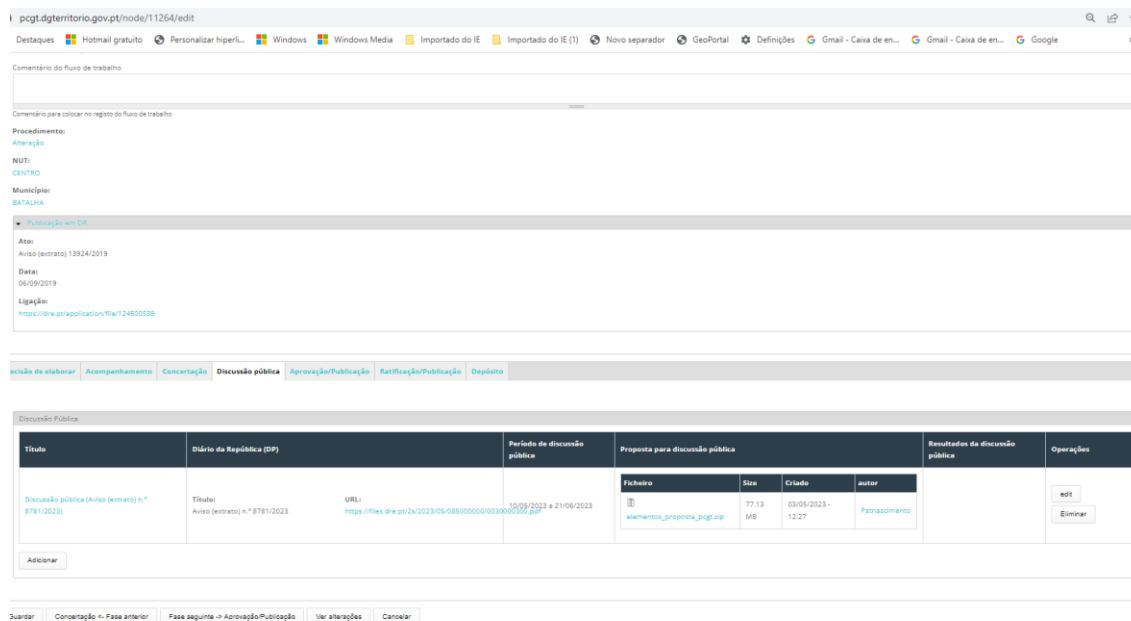 pcgt.dgterritorio.gov.pt/node/11264/edit
Destaques Hotmail gratuito Personalizar hiperli... Windows Windows Media Importado do IE Importado do IE (1) Novo separador GeoPortal Definições Gmail - Caixa de en... Gmail - Caixa de en... Google
Comentário do fluxo de trabalho
Comentário para colocar no registo do fluxo de trabalho
Procedimento:
Alteração
NUT:
CENTRO
Município:
BATALHA
Publicação em DR
Ato:
Aviso (extrato) 13924/2019
Data:
06/09/2019
Ligação:
https://dre.pt/application/file/124500539
ecisão de elaborar Acompanhamento Concertação Discussão pública Aprovação/Publicação Ratificação/Publicação Depósito
Discussão Pública
Título Diário da República (DP) Período de discussão pública Proposta para discussão pública Resultados da discussão pública Operações
Ficheiro Size Criado autor
Discussão pública (Aviso (extrato) n.º
8781/2023)
Título:
Aviso (extrato) n.º 8781/2023
URL:
https://files.dre.pt/2s/2023/05/085000000/0030000300.pdf
10/05/2023 a 21/06/2023
elementos_proposta_pcgt.zip
77.13
MB
03/05/2023 -
12:27
Patnascimento
edit
Eliminar
Adicionar
Guardar Concertação <- Fase anterior Fase seguinte -> Aprovação/Publicação Ver alterações Cancelar